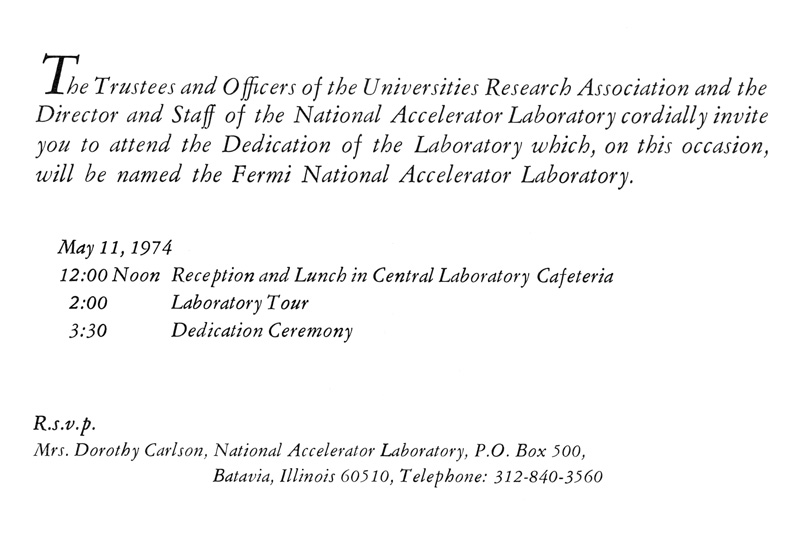 The Trustees and Officers of the Universities Research Association and the
Director and Staff of the National Accelerator Laboratory cordially invite
you to attend the Dedication of the Laboratory which, on this occasion,
will be named the Fermi National Accelerator Laboratory.
May 11, 1974
12:00 Noon Reception and Lunch in Central Laboratory Cafeteria
2:00 Laboratory Tour
3:30 Dedication Ceremony
R.s.v.p.
Mrs. Dorothy Carlson, National Accelerator Laboratory, P.O. Box 500,
Batavia, Illinois 60510, Telephone: 312-840-3560